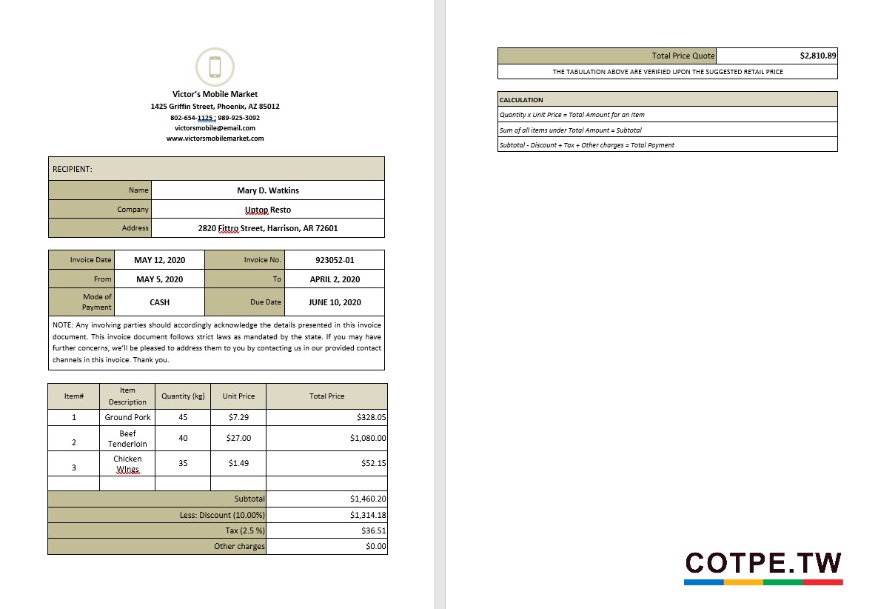 Victor's Mobile Market
1425 Griffin Street, Phoenix, AZ 85012
802-654-1125 ; 989-925-3092
victorsmobile@email.com
www.victorsmobilemarket.com
RECIPIENT:
Name Mary D. Watkins
Company Uptop Resto
Address 2820 Fittro Street, Harrison, AR 72601
Invoice Date MAY 12, 2020 Invoice No. 923052-01
From MAY 5, 2020 To APRIL 2, 2020
Mode of
Payment CASH Due Date JUNE 10, 2020
NOTE: Any involving parties should accordingly acknowledge the details presented in this invoice
document. This invoice document follows strict laws as mandated by the state. If you may have
further concerns, we'll be pleased to address them to you by contacting us in our provided contact
channels in this invoice. Thank you.
Item# Item
Description Quantity (kg) Unit Price Total Price
1 Ground Pork 45 $7.29 $328.05
2 Beef
Tenderloin 40 $27.00 $1,080.00
3 Chicken
Wings 35 $1.49 $52.15
Subtotal $1,460.20
Less: Discount (10.00%) $1,314.18
Tax (2.5 %) $36.51
Other charges $0.00
Total Price Quote $2,810.89
THE TABULATION ABOVE ARE VERIFIED UPON THE SUGGESTED RETAIL PRICE
CALCULATION
Quantity x Unit Price = Total Amount for an item
Sum of all items under Total Amount = Subtotal
Subtotal - Discount + Tax + Other charges = Total Payment
COTPE.TW